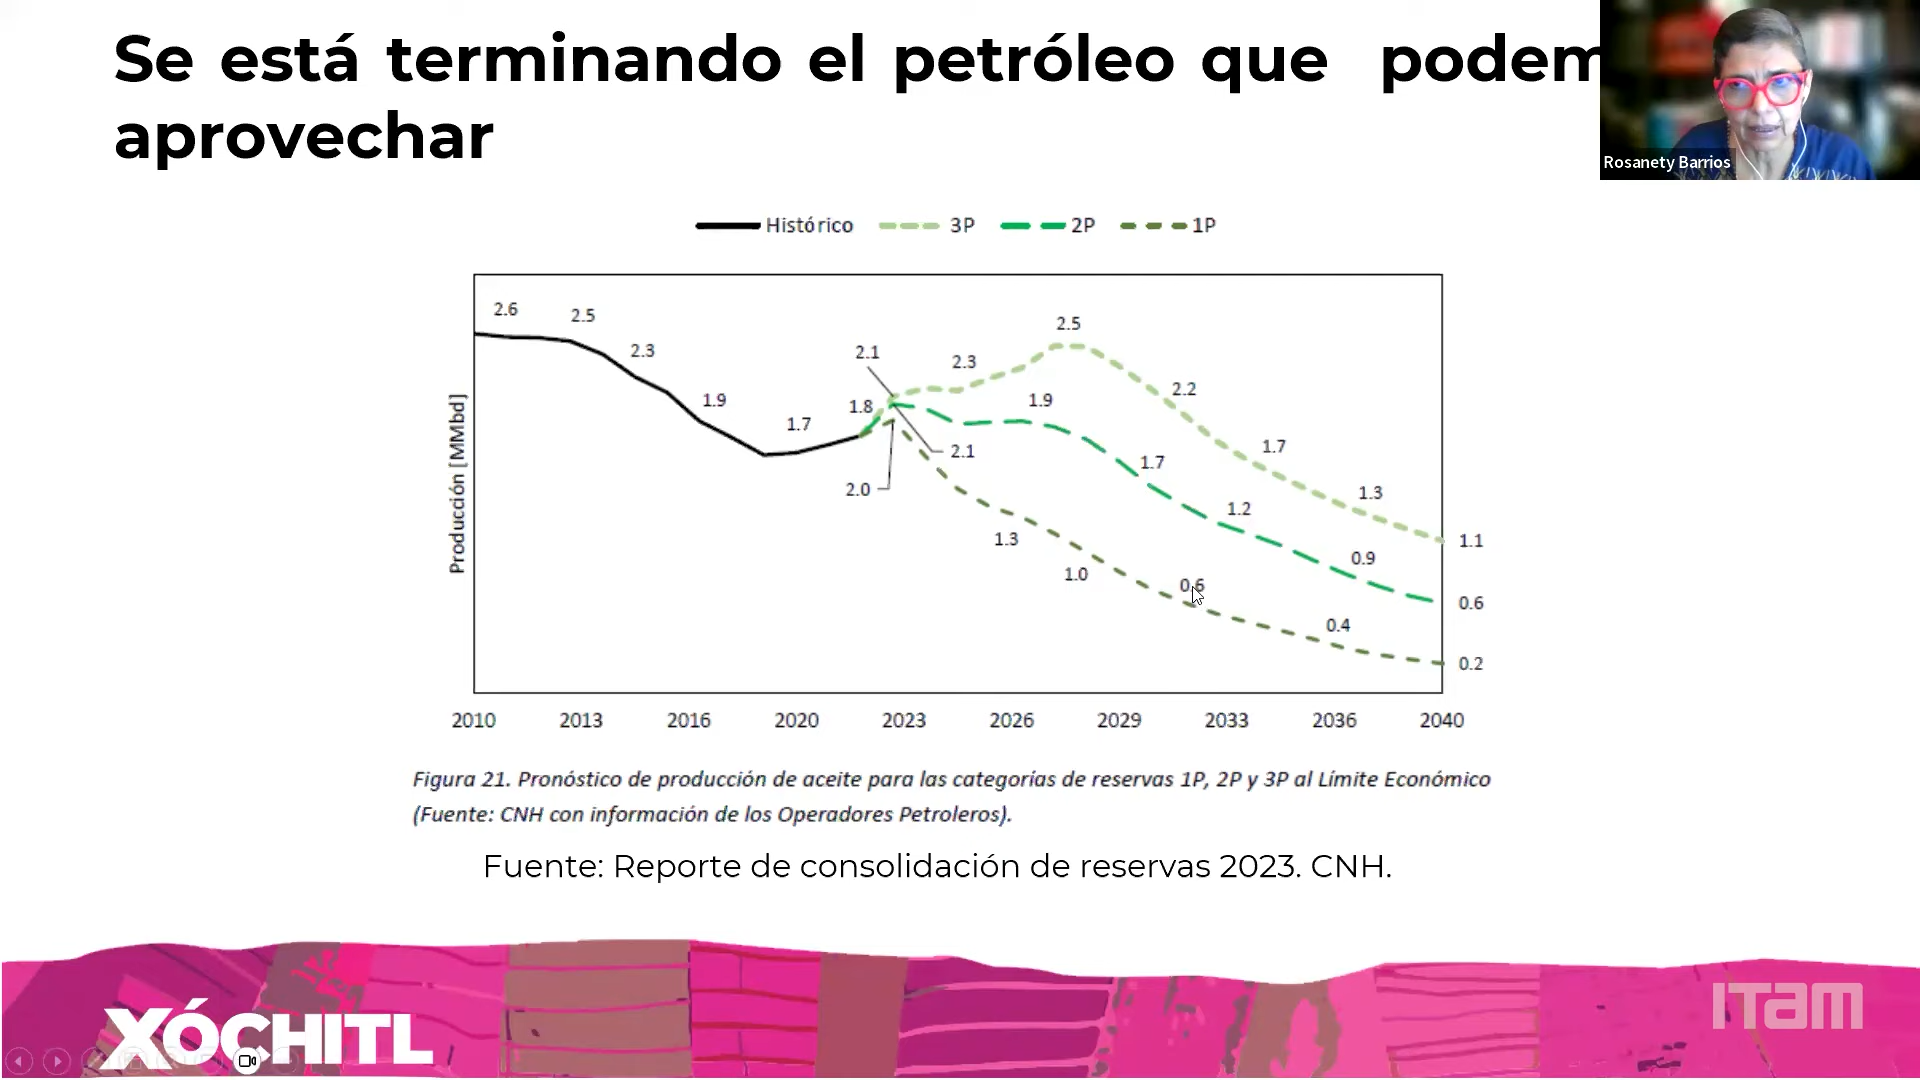 Se está terminando el petróleo que podem
aprovechar
Rosanety Barrios
Histórico 3P 2P 1P
Producción [MMbd]
2.6
2.5
2.3
1.9
1.7
1.8
2.1
2.0
2.1
2.3
2.5
2.2
1.7
1.3
1.1
1.9
1.7
1.2
0.9
0.6
1.3
1.0
0.6
0.4
0.2
2010 2013 2016 2020 2023 2026 2029 2033 2036 2040
Figura 21. Pronóstico de producción de aceite para las categorías de reservas 1P, 2P y 3P al Límite Económico
(Fuente: CNH con información de los Operadores Petroleros).
Fuente: Reporte de consolidación de reservas 2023. CNH.
XÓCHITL
ITAM